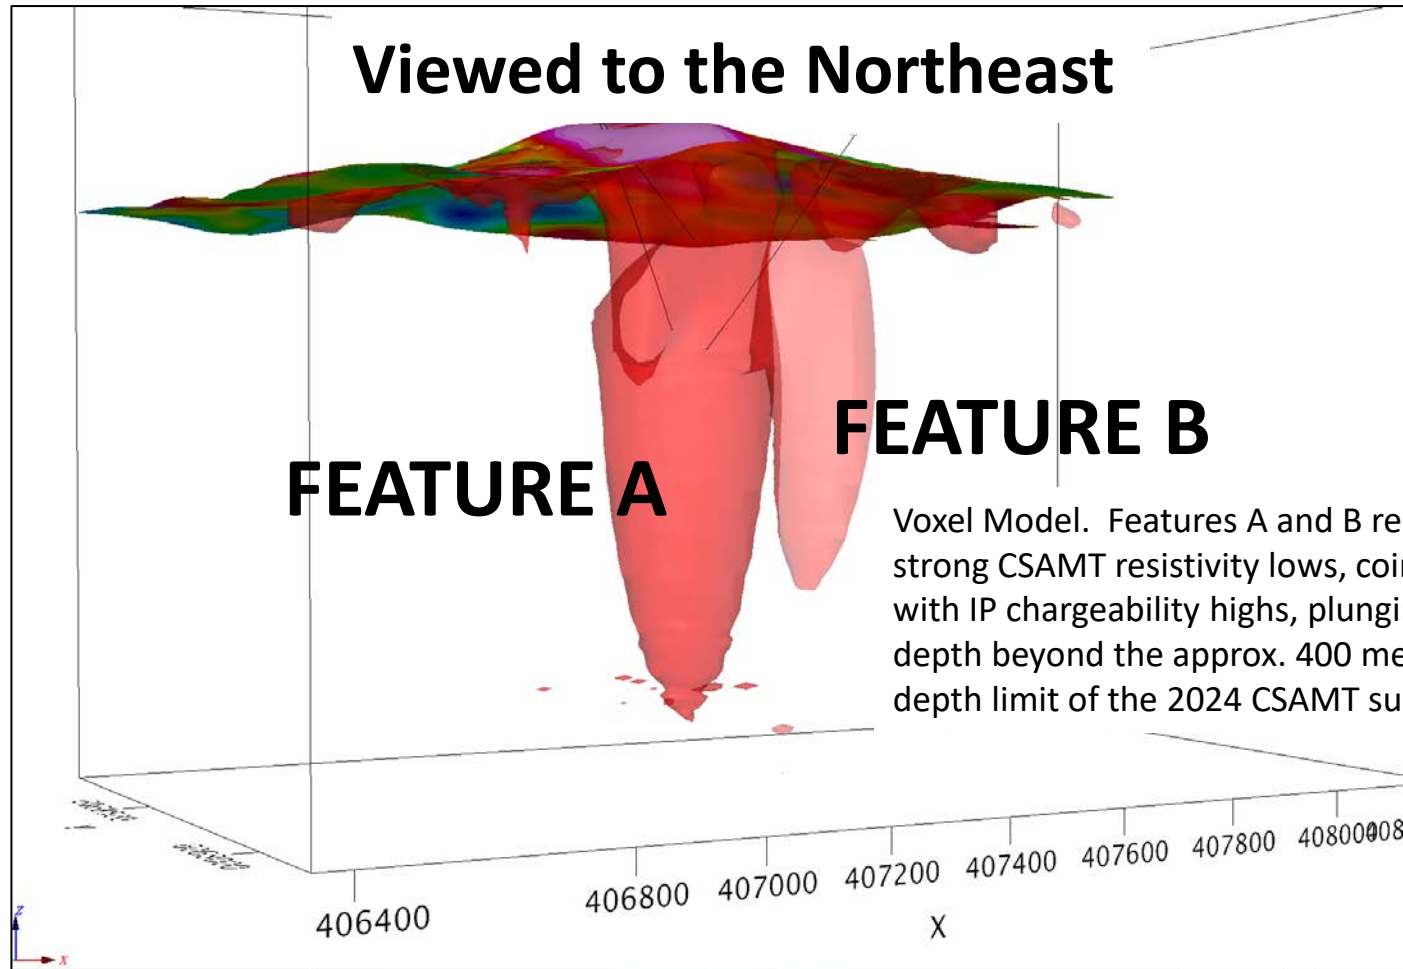 Viewed to the Northeast
FEATURE A
FEATURE B
Voxel Model. Features A and B re
strong CSAMT resistivity lows, coi
with IP chargeability highs, plungi
depth beyond the approx. 400 me
depth limit of the 2024 CSAMT su
406400
406800
407000
407200
407400
407600
407800
408000
408
X
z
x